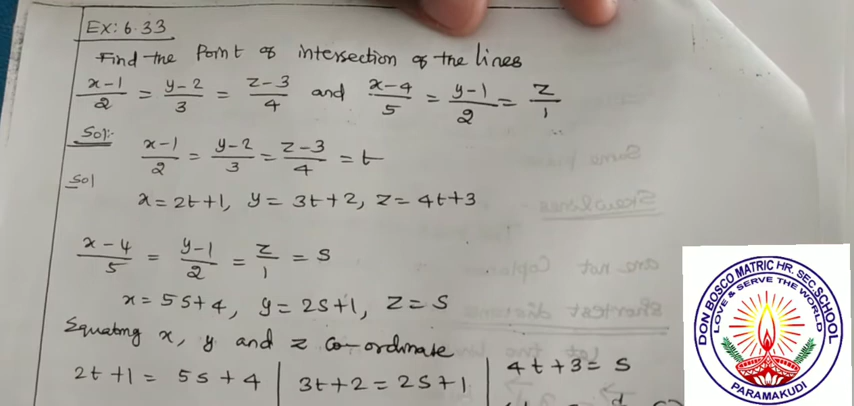 Ex: 6.33
Find the Point of intersection of the lines
x-1/2 = y-2/3 = z-3/4 and x-4/5 = y-1/2 = z/1
Sol:-
x-1/2 = y-2/3 = z-3/4 = t
Sol
x = 2t+1, y = 3t+2, z = 4t+3
x-4/5 = y-1/2 = z/1 = s
x = 5s+4, y = 2s+1, z = s
Equating x, y and z co-ordinate
2t+1 = 5s+4 | 3t+2 = 2s+1 | 4t+3 = s
DON BOSCO MATRIC HR. SEC. SCHOOL
LOVE & SERVE THE WORLD
PARAMAKUDI